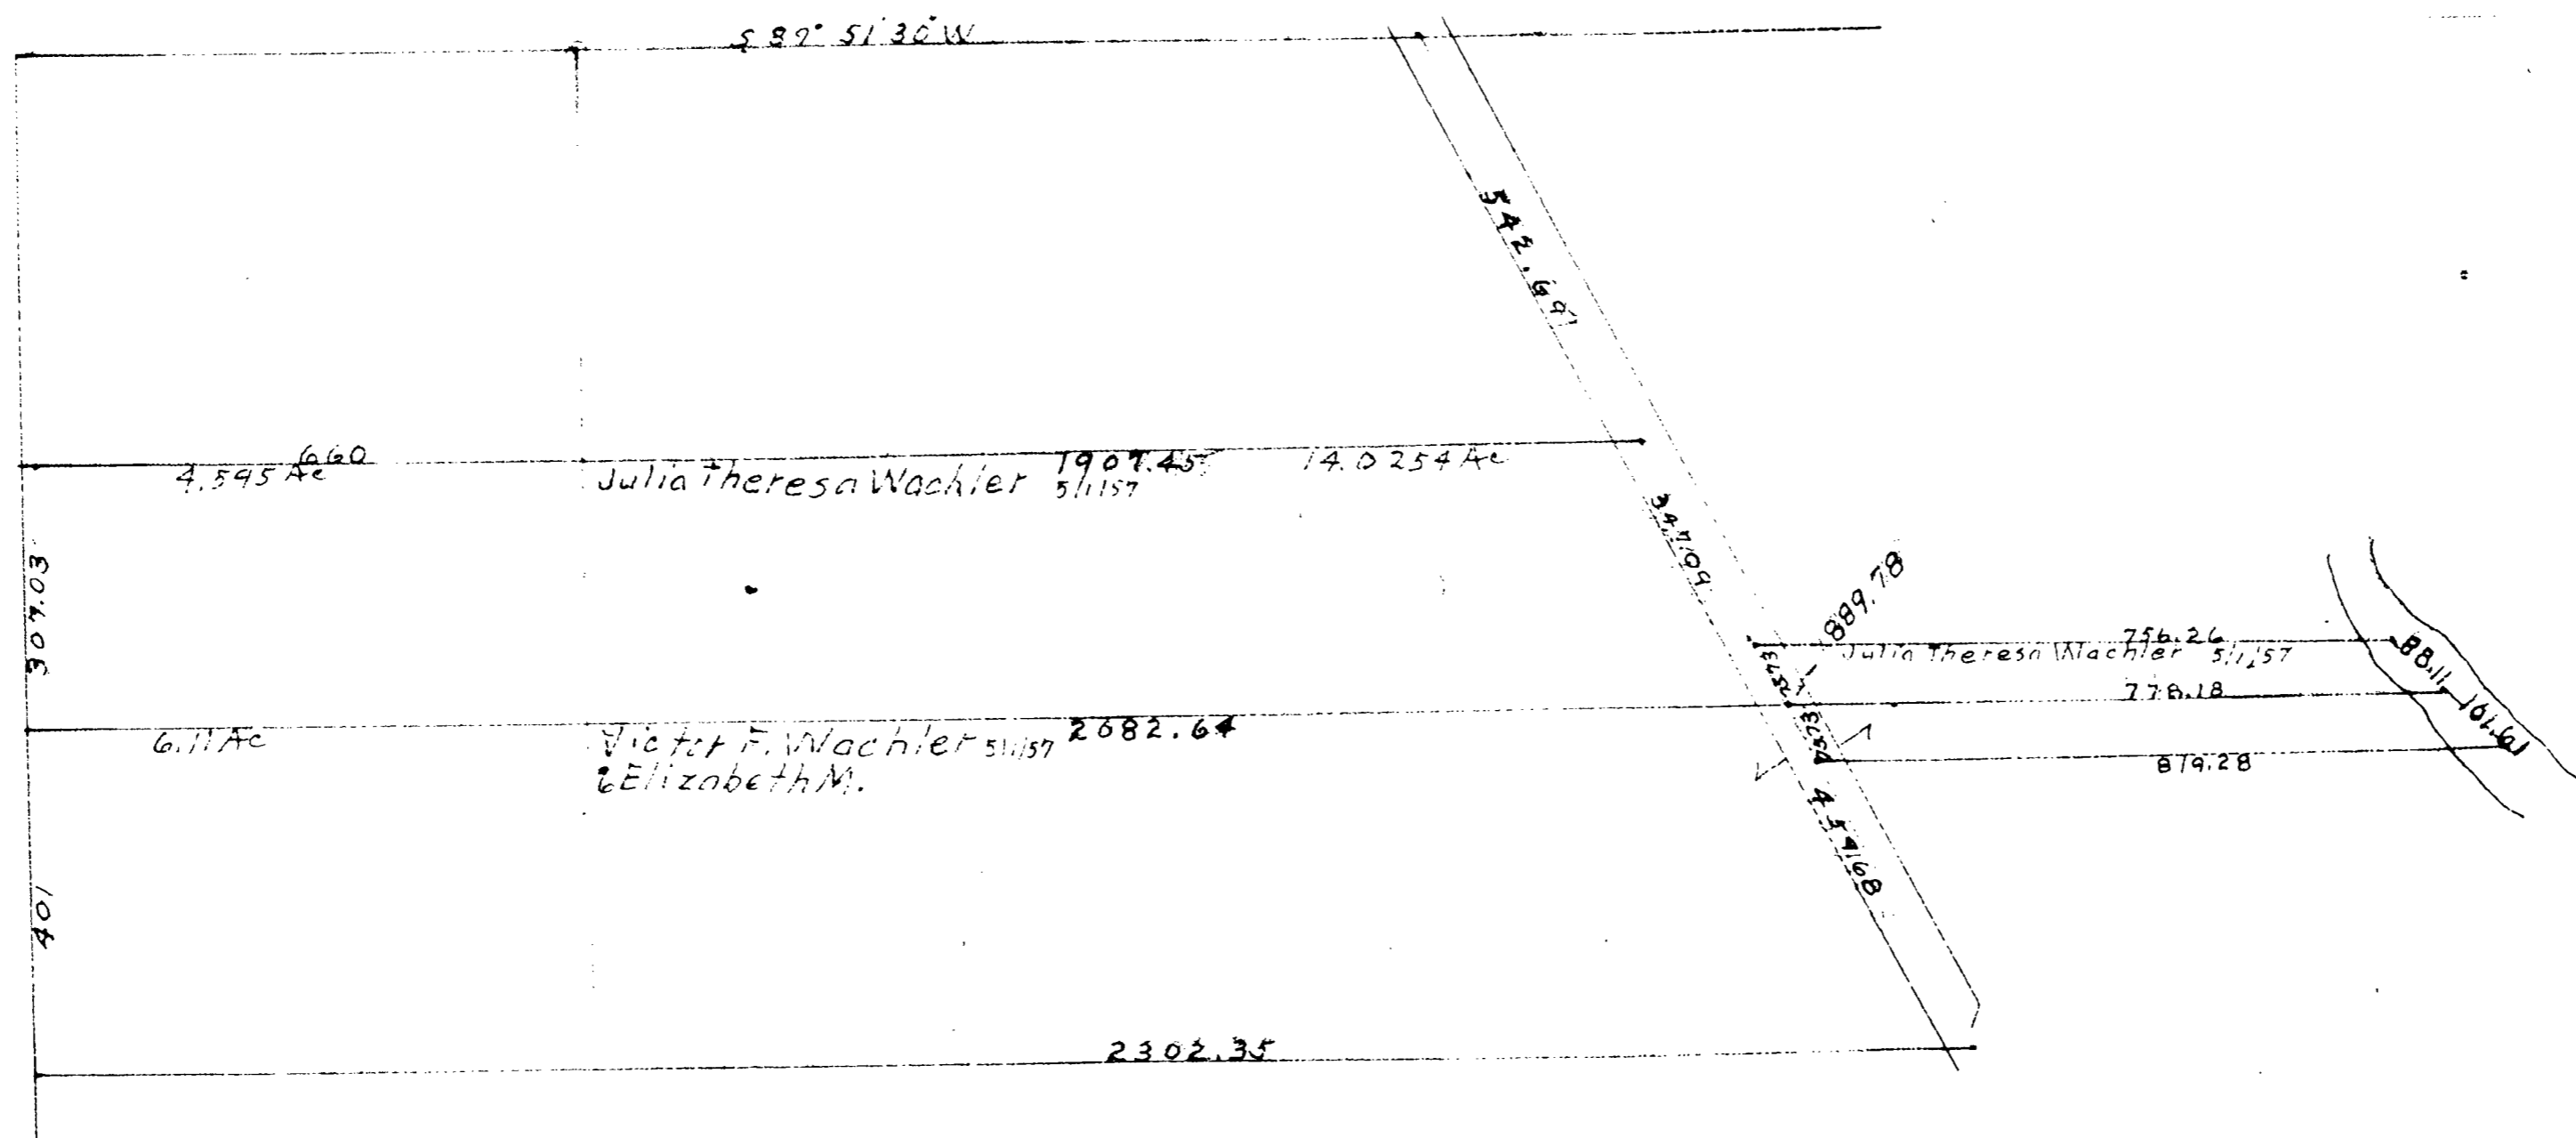 S 89° 51' 30" W
542.69
660
4.595 Ac
1907.45
14.0254 Ac
Julia Theresa Wachler 5/1/57
347.09
307.03
889.78
756.26
Julia Theresa Wachler 5/1/57
88.11
778.18
101.61
2682.64
6.11 Ac
Victor F. Wachler 5/1/57
& Elizabeth M.
879.28
454.68
401
2302.35